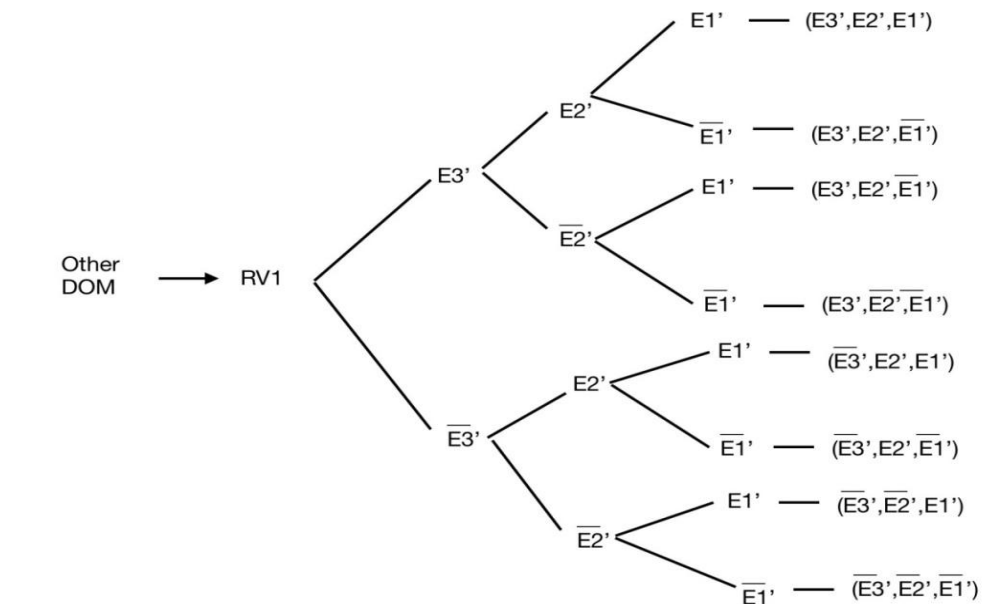 E1’ — (E3’,E2’,E1’)
E2’
E̅1̅’ — (E3’,E2’,E̅1̅’)
E3’
E1’ — (E3’,E2’,E̅1̅’)
E̅2̅’
Other
DOM
RV1
E̅1̅’ — (E3’,E̅2̅’,E̅1̅’)
E1’ — (E̅3̅’,E2’,E1’)
E2’
E̅3̅’
E̅1̅’ — (E̅3̅’,E2’,E̅1̅’)
E1’ — (E̅3̅’,E̅2̅’,E1’)
E̅2̅’
E̅1̅’ — (E̅3̅’,E̅2̅’,E̅1̅’)